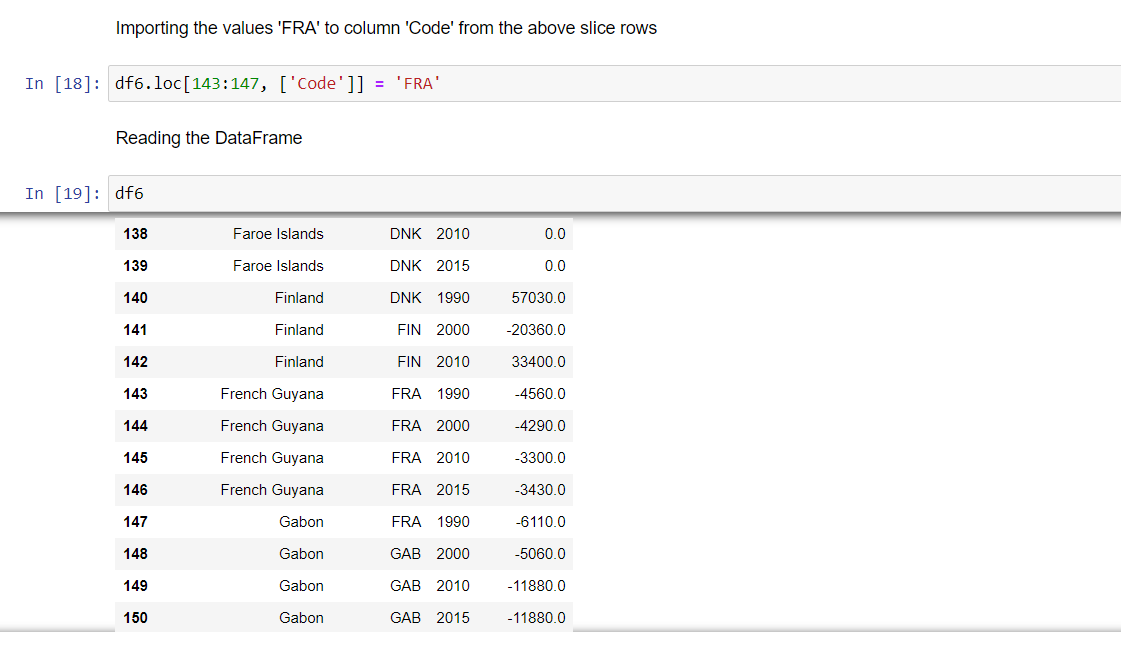 Importing the values 'FRA' to column 'Code' from the above slice rows
In [18]: df6.loc[143:147, ['Code']] = 'FRA'
Reading the DataFrame
In [19]: df6
138 Faroe Islands DNK 2010 0.0
139 Faroe Islands DNK 2015 0.0
140 Finland DNK 1990 57030.0
141 Finland FIN 2000 -20360.0
142 Finland FIN 2010 33400.0
143 French Guyana FRA 1990 -4560.0
144 French Guyana FRA 2000 -4290.0
145 French Guyana FRA 2010 -3300.0
146 French Guyana FRA 2015 -3430.0
147 Gabon FRA 1990 -6110.0
148 Gabon GAB 2000 -5060.0
149 Gabon GAB 2010 -11880.0
150 Gabon GAB 2015 -11880.0